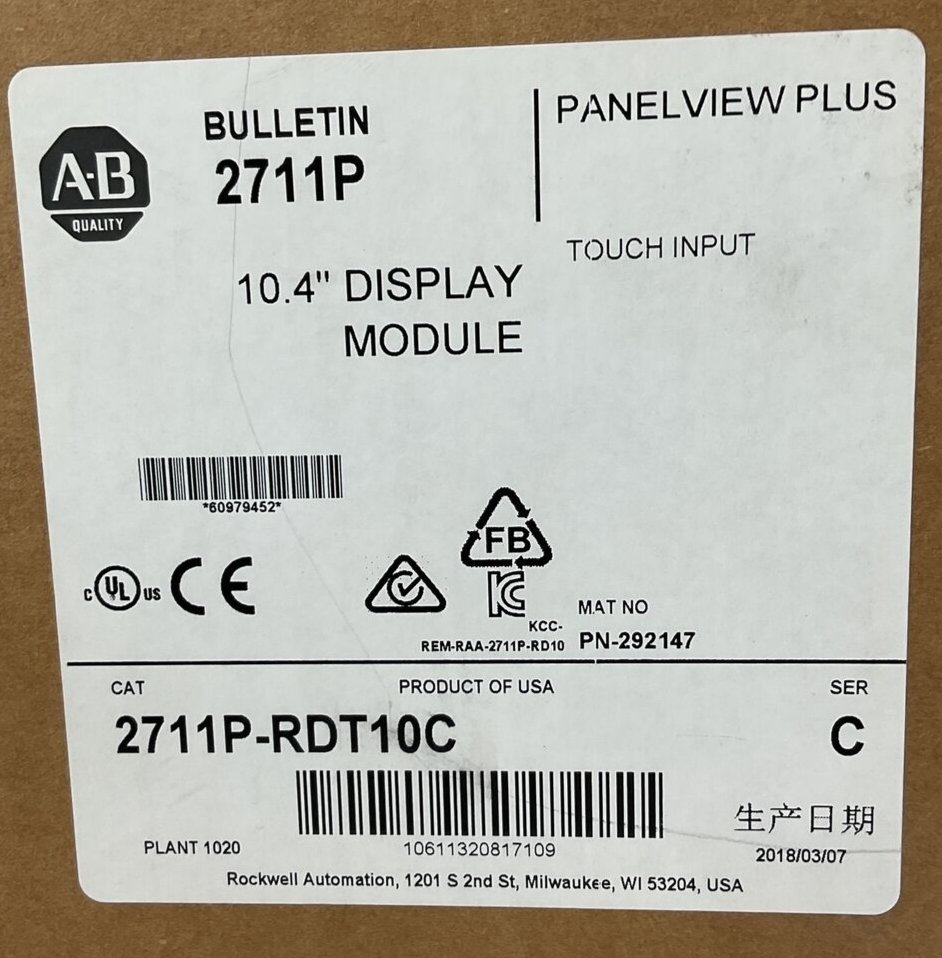 A·B
QUALITY
BULLETIN
2711P
PANELVIEW PLUS
TOUCH INPUT
10.4" DISPLAY
MODULE
*60979452*
FB
C UL US CE
KC
KCC-
REM-RAA-2711P-RD10
MAT NO
PN-292147
CAT
PRODUCT OF USA
SER
2711P-RDT10C
C
生产日期
PLANT 1020
10611320817109
2018/03/07
Rockwell Automation, 1201 S 2nd St, Milwaukee, WI 53204, USA